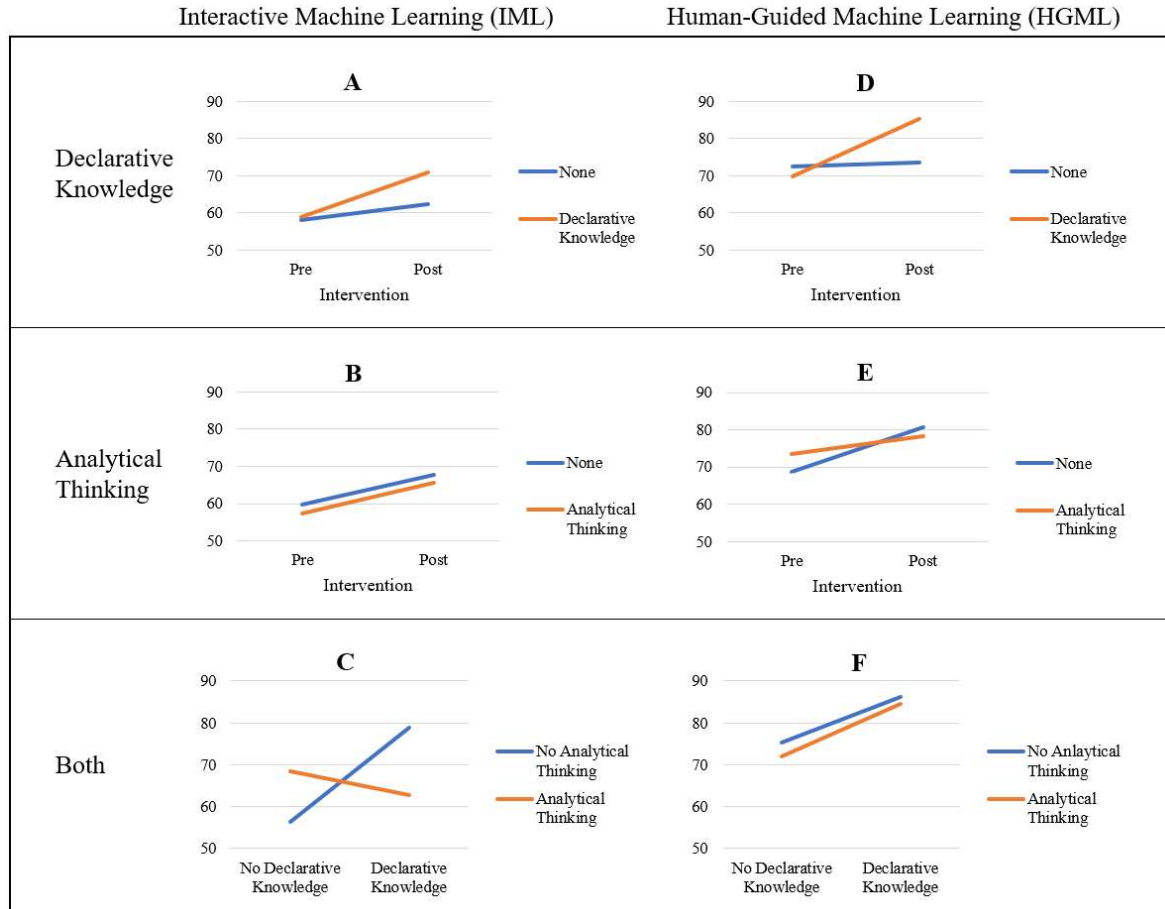 Interactive Machine Learning (IML)
Human-Guided Machine Learning (HGML)
Declarative
Knowledge
A
90
80
70
60
50
Pre
Post
Intervention
None
Declarative
Knowledge
D
90
80
70
60
50
Pre
Post
Intervention
None
Declarative
Knowledge
Analytical
Thinking
B
90
80
70
60
50
Pre
Post
Intervention
None
Analytical
Thinking
E
90
80
70
60
50
Pre
Post
Intervention
None
Analytical
Thinking
Both
C
90
80
70
60
50
No Declarative
Knowledge
Declarative
Knowledge
No Analytical
Thinking
Analytical
Thinking
F
90
80
70
60
50
No Declarative
Knowledge
Declarative
Knowledge
No Anlaytical
Thinking
Analytical
Thinking